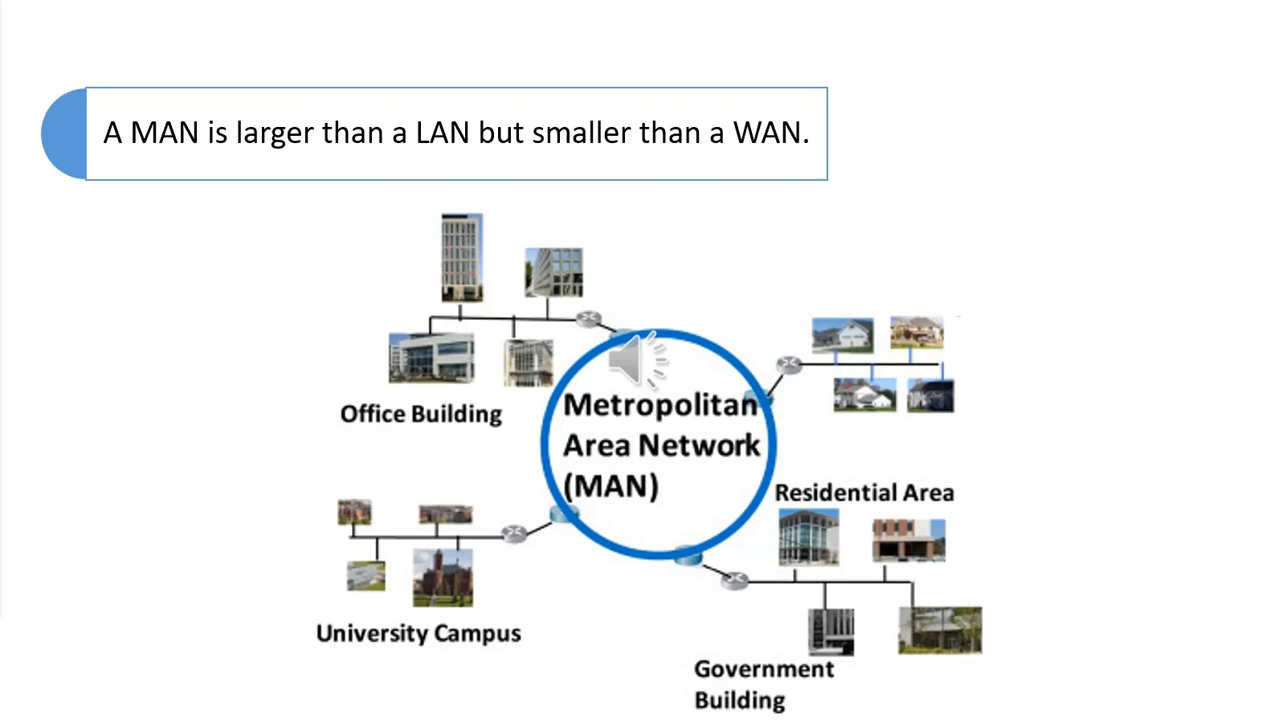 A MAN is larger than a LAN but smaller than a WAN.
Office Building
Metropolitan
Area Network
(MAN)
Residential Area
University Campus
Government
Building